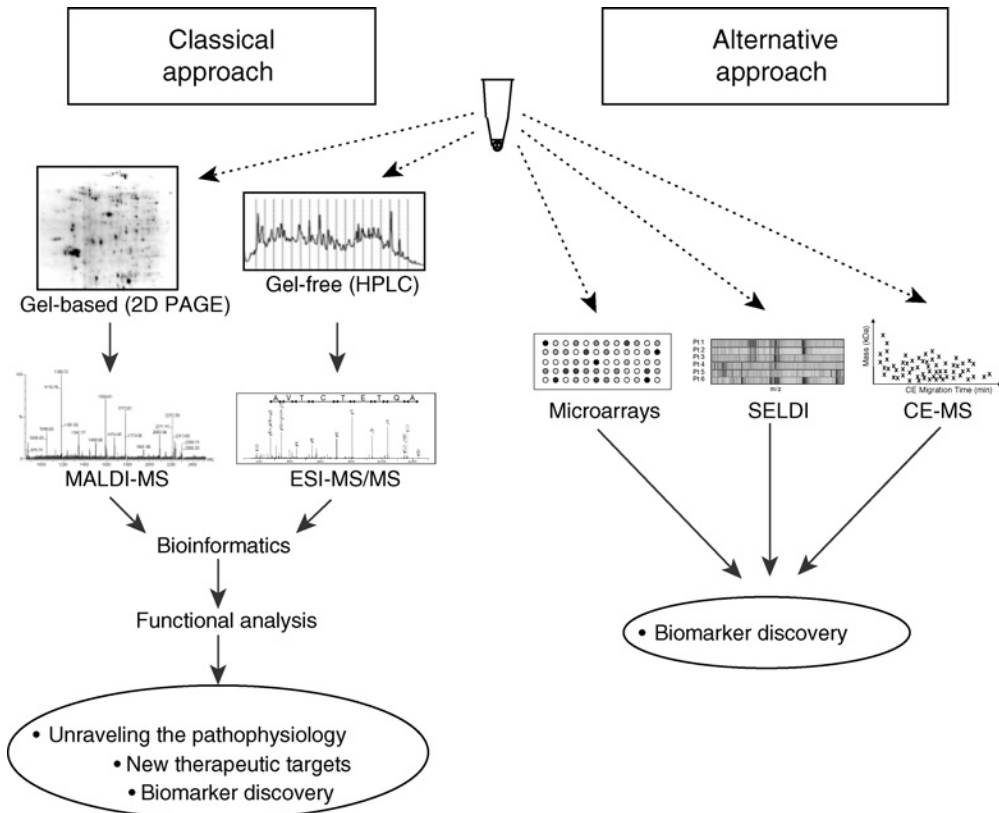 Classical
approach
Alternative
approach
Gel-based (2D PAGE)
Gel-free (HPLC)
Pt 1
Pt 2
Pt 3
Pt 4
Pt 5
Pt 6
m/z
Mass (kDa)
CE Migration Time (min)
A V T C T E T Q A
MALDI-MS
ESI-MS/MS
Microarrays
SELDI
CE-MS
Bioinformatics
Functional analysis
• Biomarker discovery
• Unraveling the pathophysiology
• New therapeutic targets
• Biomarker discovery